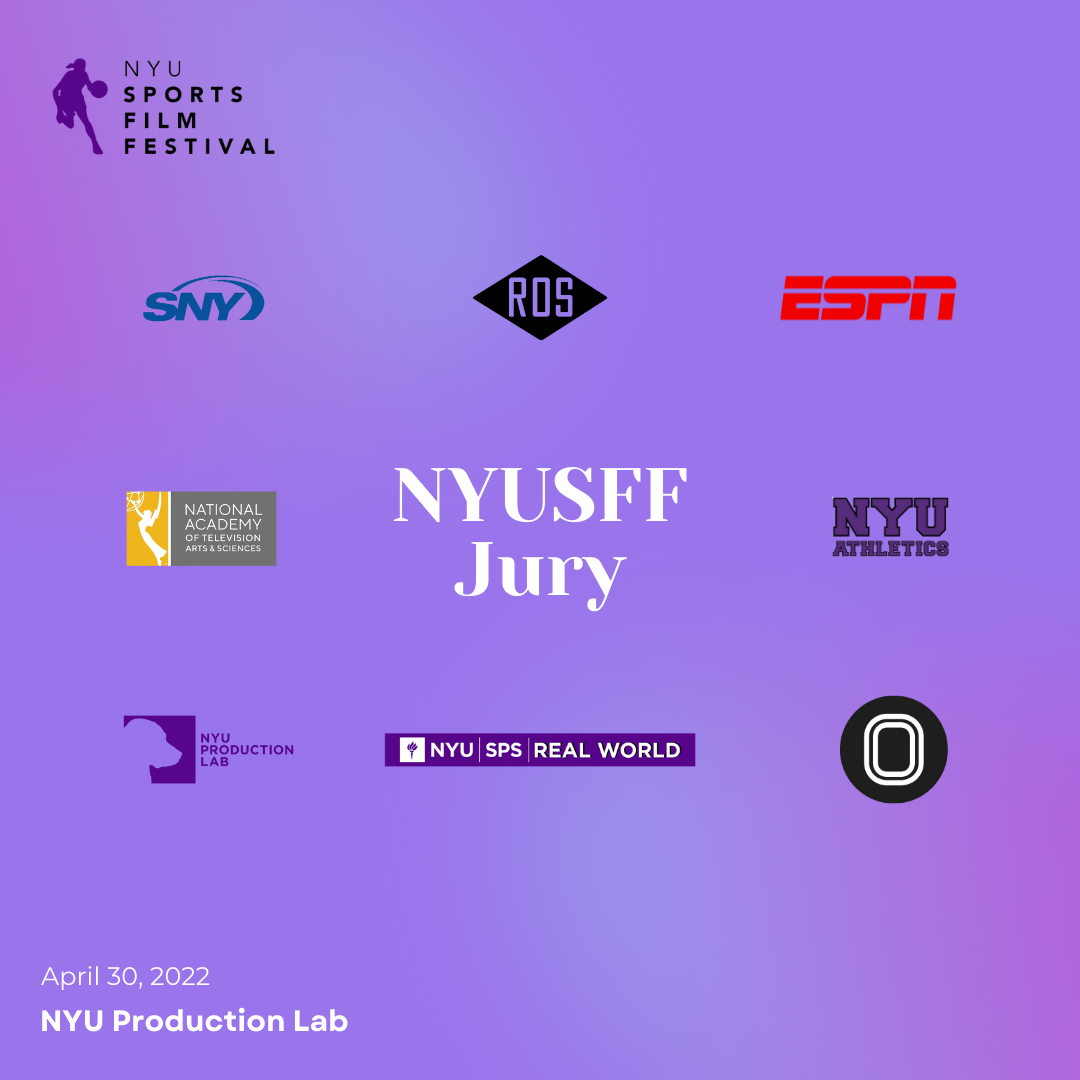 NYU
SPORTS
FILM
FESTIVAL
SNY
ROS
ESPN
NATIONAL
ACADEMY
OF TELEVISION
ARTS & SCIENCES
NYUSFF
Jury
NYU
ATHLETICS
NYU
PRODUCTION
LAB
NYU SPS REAL WORLD
O
April 30, 2022
NYU Production Lab